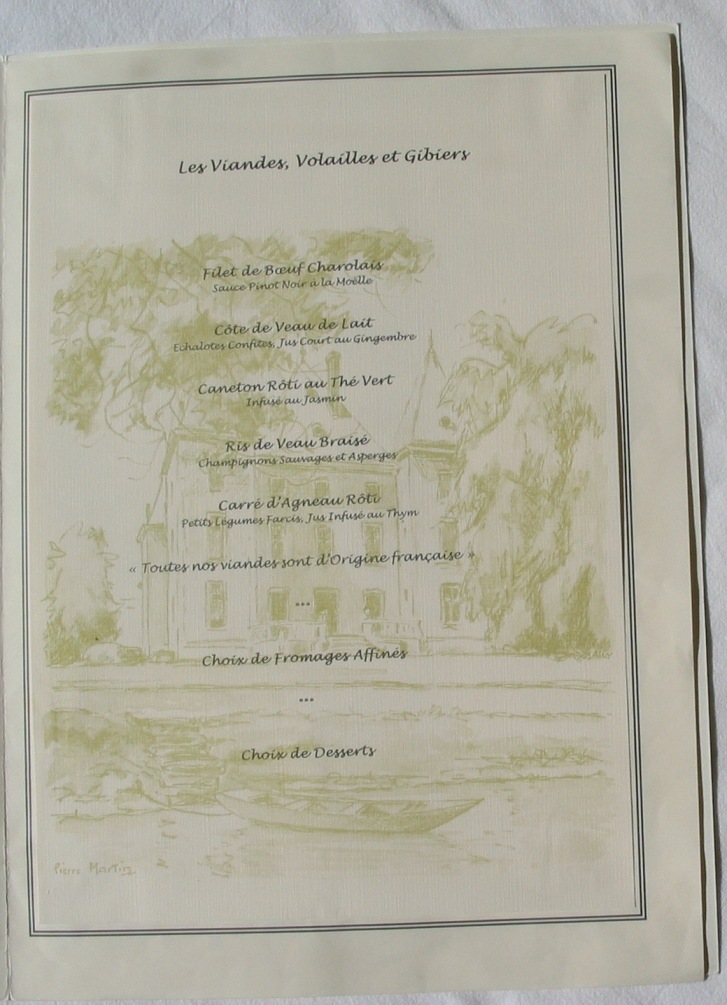 Les Viandes, Volailles et Gibiers
Filet de Bœuf Charolais
Sauce Pinot Noir à la Moëlle
Côte de Veau de Lait
Echalotes Confites, Jus Court au Gingembre
Caneton Rôti au Thé Vert
Infusé au Jasmin
Ris de Veau Braisé
Champignons Sauvages et Asperges
Carré d'Agneau Rôti
Petits Légumes Farcis, Jus Infusé au Thym
« Toutes nos viandes sont d'Origine française »
***
Choix de Fromages Affinés
***
Choix de Desserts
Pierre Martin